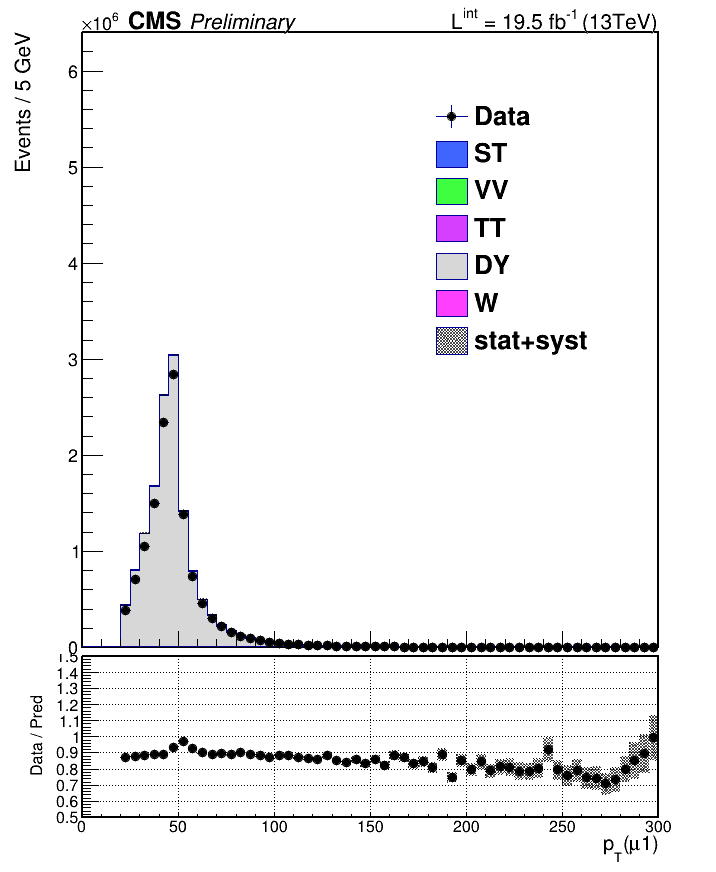 ×10⁶ CMS Preliminary L^int = 19.5 fb⁻¹ (13TeV)
Events / 5 GeV
6
5
4
3
2
1
0
Data
ST
VV
TT
DY
W
stat+syst
Data / Pred
1.5
1.4
1.3
1.2
1.1
1
0.9
0.8
0.7
0.6
0.5
0 50 100 150 200 250 300
p_T(μ1)